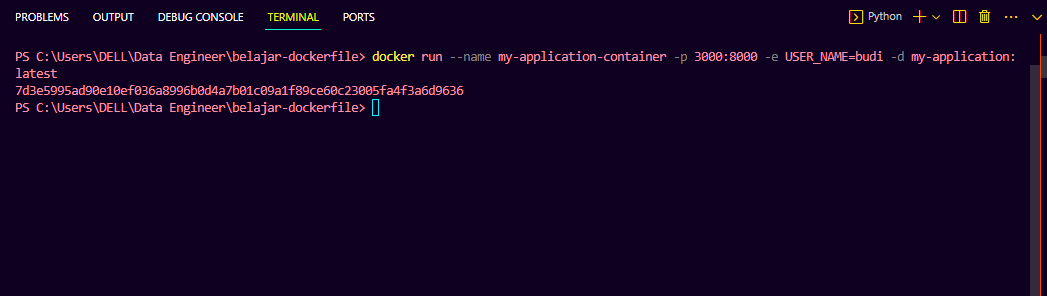 PROBLEMS OUTPUT DEBUG CONSOLE TERMINAL PORTS Python
PS C:\Users\DELL\Data Engineer\belajar-dockerfile> docker run --name my-application-container -p 3000:8000 -e USER_NAME=budi -d my-application:
latest
7d3e5995ad90e10ef036a8996b0d4a7b01c09a1f89ce60c23005fa4f3a6d9636
PS C:\Users\DELL\Data Engineer\belajar-dockerfile>